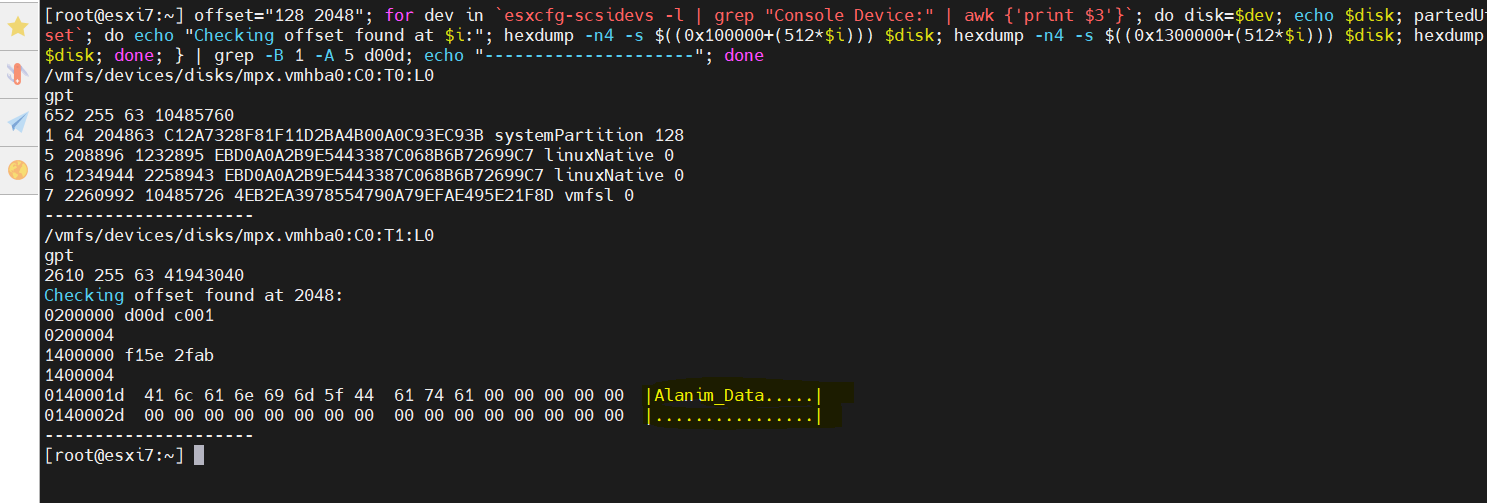 [root@esxi7:~] offset="128 2048"; for dev in `esxcfg-scsidevs -l | grep "Console Device:" | awk {'print $3'}`; do disk=$dev; echo $disk; partedUt
set`; do echo "Checking offset found at $i:"; hexdump -n4 -s $((0x100000+(512*$i))) $disk; hexdump -n4 -s $((0x1300000+(512*$i))) $disk; hexdump
$disk; done; } | grep -B 1 -A 5 d00d; echo "---------------------"; done
/vmfs/devices/disks/mpx.vmhba0:C0:T0:L0
gpt
652 255 63 10485760
1 64 204863 C12A7328F81F11D2BA4B00A0C93EC93B systemPartition 128
5 208896 1232895 EBD0A0A2B9E5443387C068B6B72699C7 linuxNative 0
6 1234944 2258943 EBD0A0A2B9E5443387C068B6B72699C7 linuxNative 0
7 2260992 10485726 4EB2EA3978554790A79EFAE495E21F8D vmfsl 0
---------------------
/vmfs/devices/disks/mpx.vmhba0:C0:T1:L0
gpt
2610 255 63 41943040
Checking offset found at 2048:
0200000 d00d c001
0200004
1400000 f15e 2fab
1400004
0140001d  41 6c 61 6e 69 6d 5f 44  61 74 61 00 00 00 00 00  |Alanim_Data.....|
0140002d  00 00 00 00 00 00 00 00  00 00 00 00 00 00 00 00  |................|
---------------------
[root@esxi7:~]